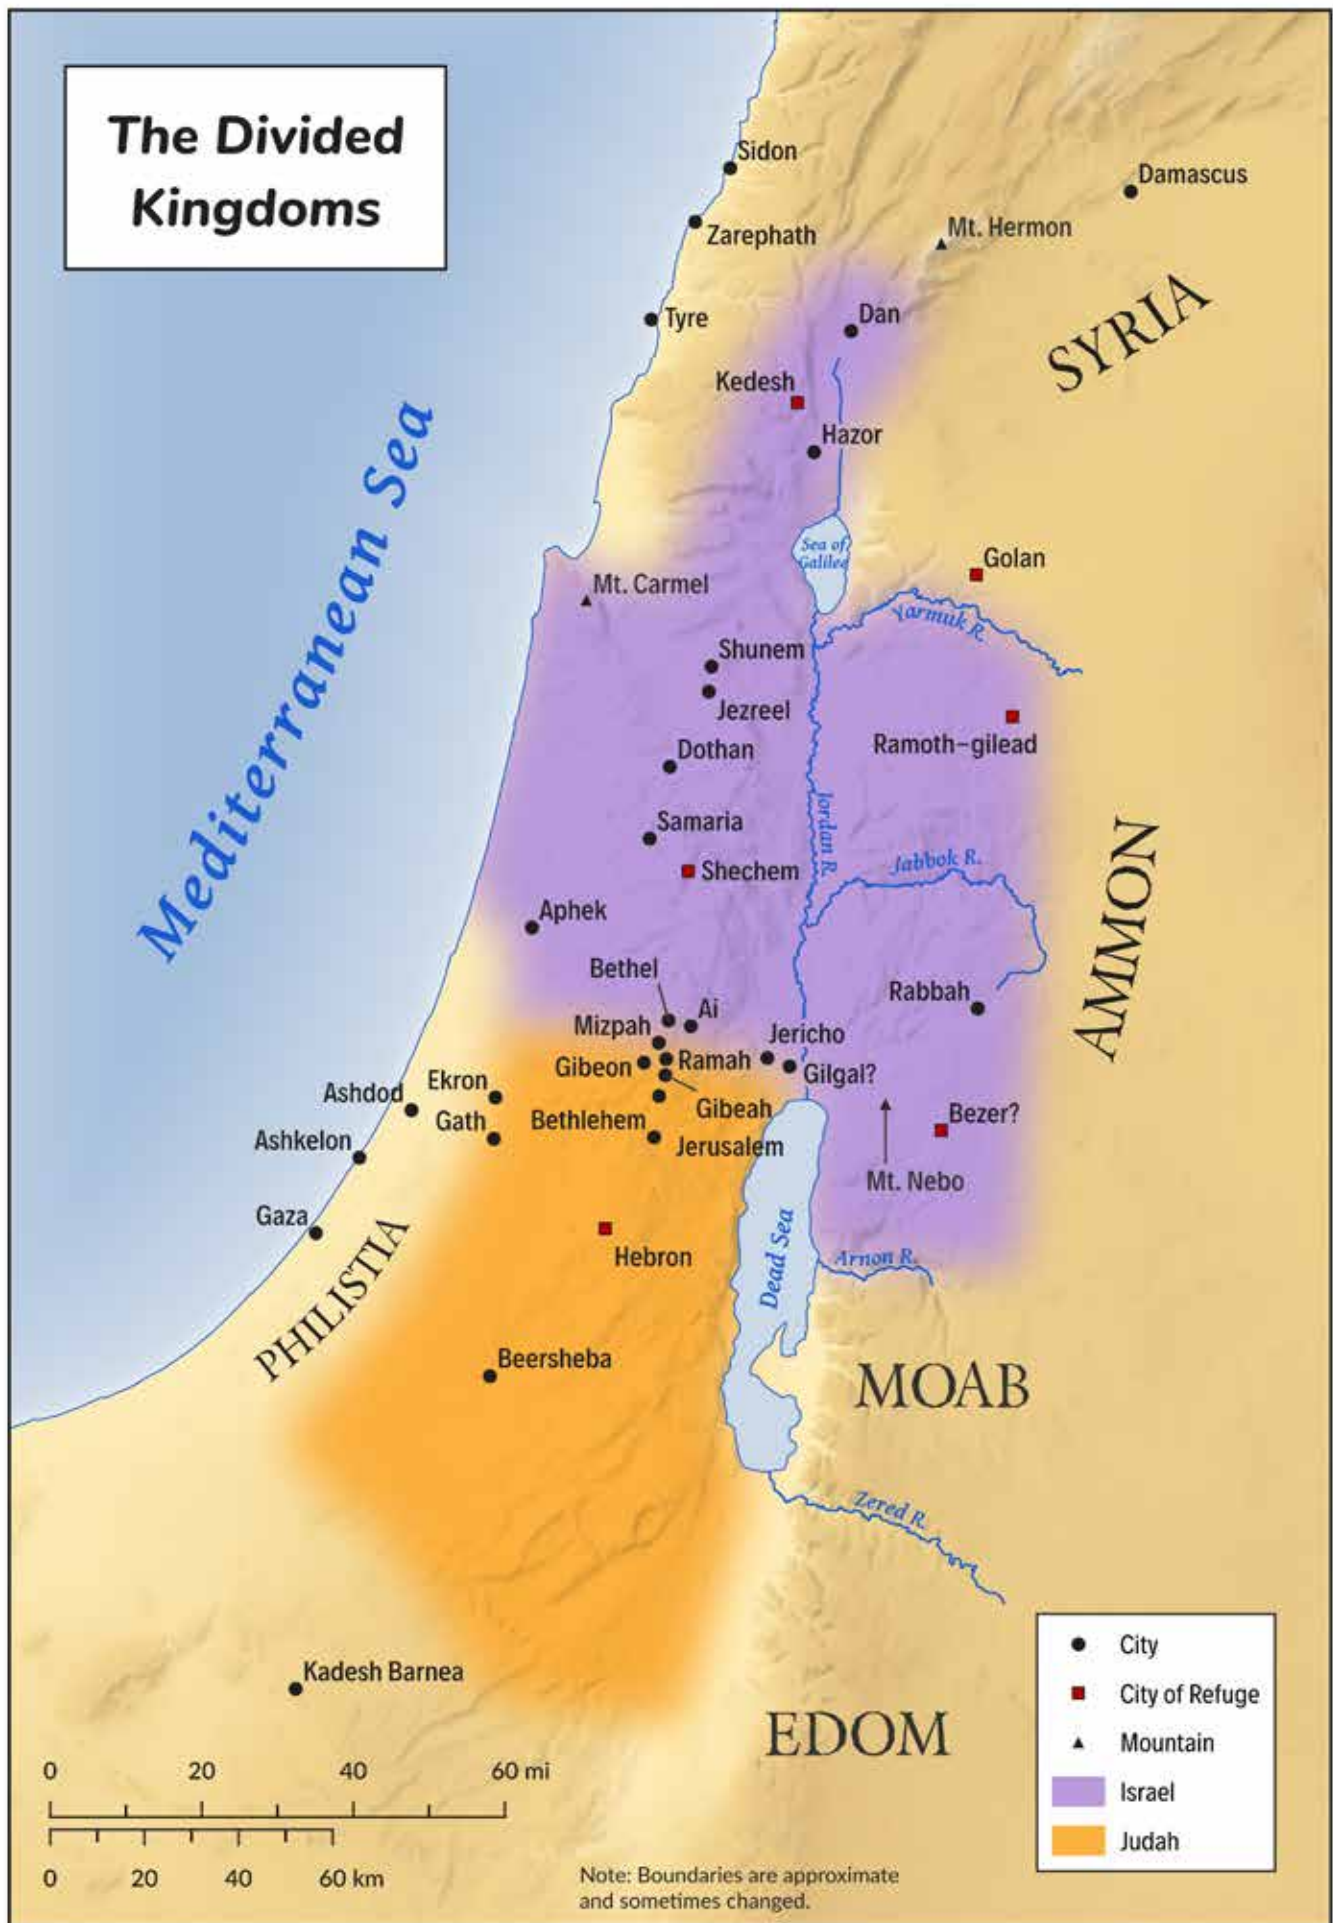 The Divided
Kingdoms
Sidon
Damascus
Zarephath
Mt. Hermon
SYRIA
Tyre
Dan
Kedesh
Hazor
Mediterranean Sea
Sea of
Galilee
Golan
Mt. Carmel
Yarmuk R.
Shunem
Jezreel
Ramoth-gilead
Dothan
Jordan R.
Samaria
Shechem
Jabbok R.
AMMON
Aphek
Bethel
Ai
Rabbah
Mizpah
Jericho
Gibeon
Ramah
Gilgal?
Ekron
Ashdod
Gibeah
Bezer?
Gath
Bethlehem
Ashkelon
Jerusalem
Mt. Nebo
Gaza
Hebron
Dead Sea
Arnon R.
PHILISTIA
Beersheba
MOAB
Zered R.
Kadesh Barnea
EDOM
City
City of Refuge
Mountain
Israel
Judah
0 20 40 60 mi
0 20 40 60 km
Note: Boundaries are approximate
and sometimes changed.